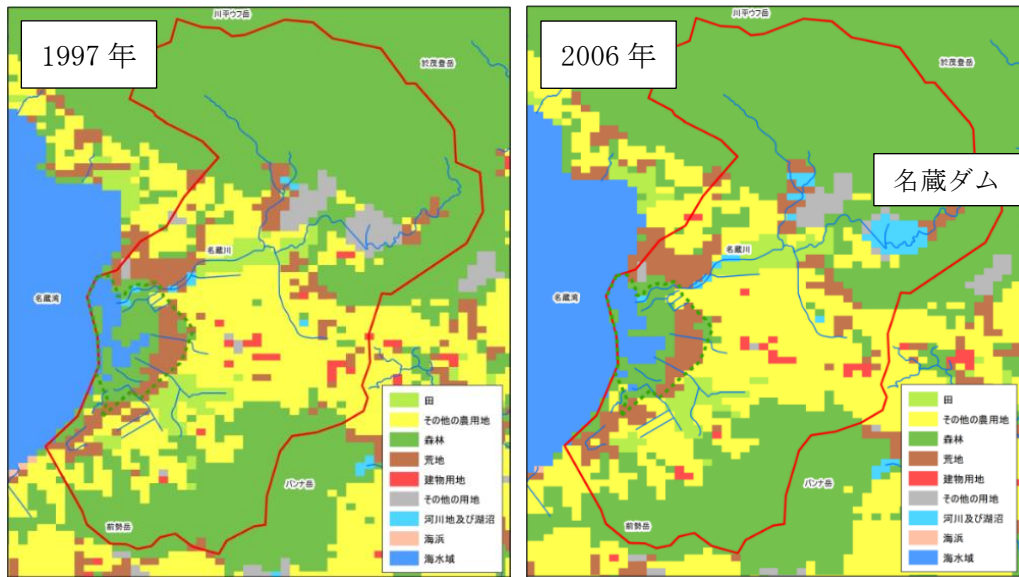 川平ウフ岳
1997 年
於茂登岳
名蔵川
名蔵湾
田
その他の農用地
森林
荒地
建物用地
その他の用地
河川地及び湖沼
海浜
海水域
バンナ岳
前勢岳
川平ウフ岳
2006 年
於茂登岳
名蔵ダム
名蔵川
名蔵湾
田
その他の農用地
森林
荒地
建物用地
その他の用地
河川及び湖沼
海浜
海水域
バンナ岳
前勢岳